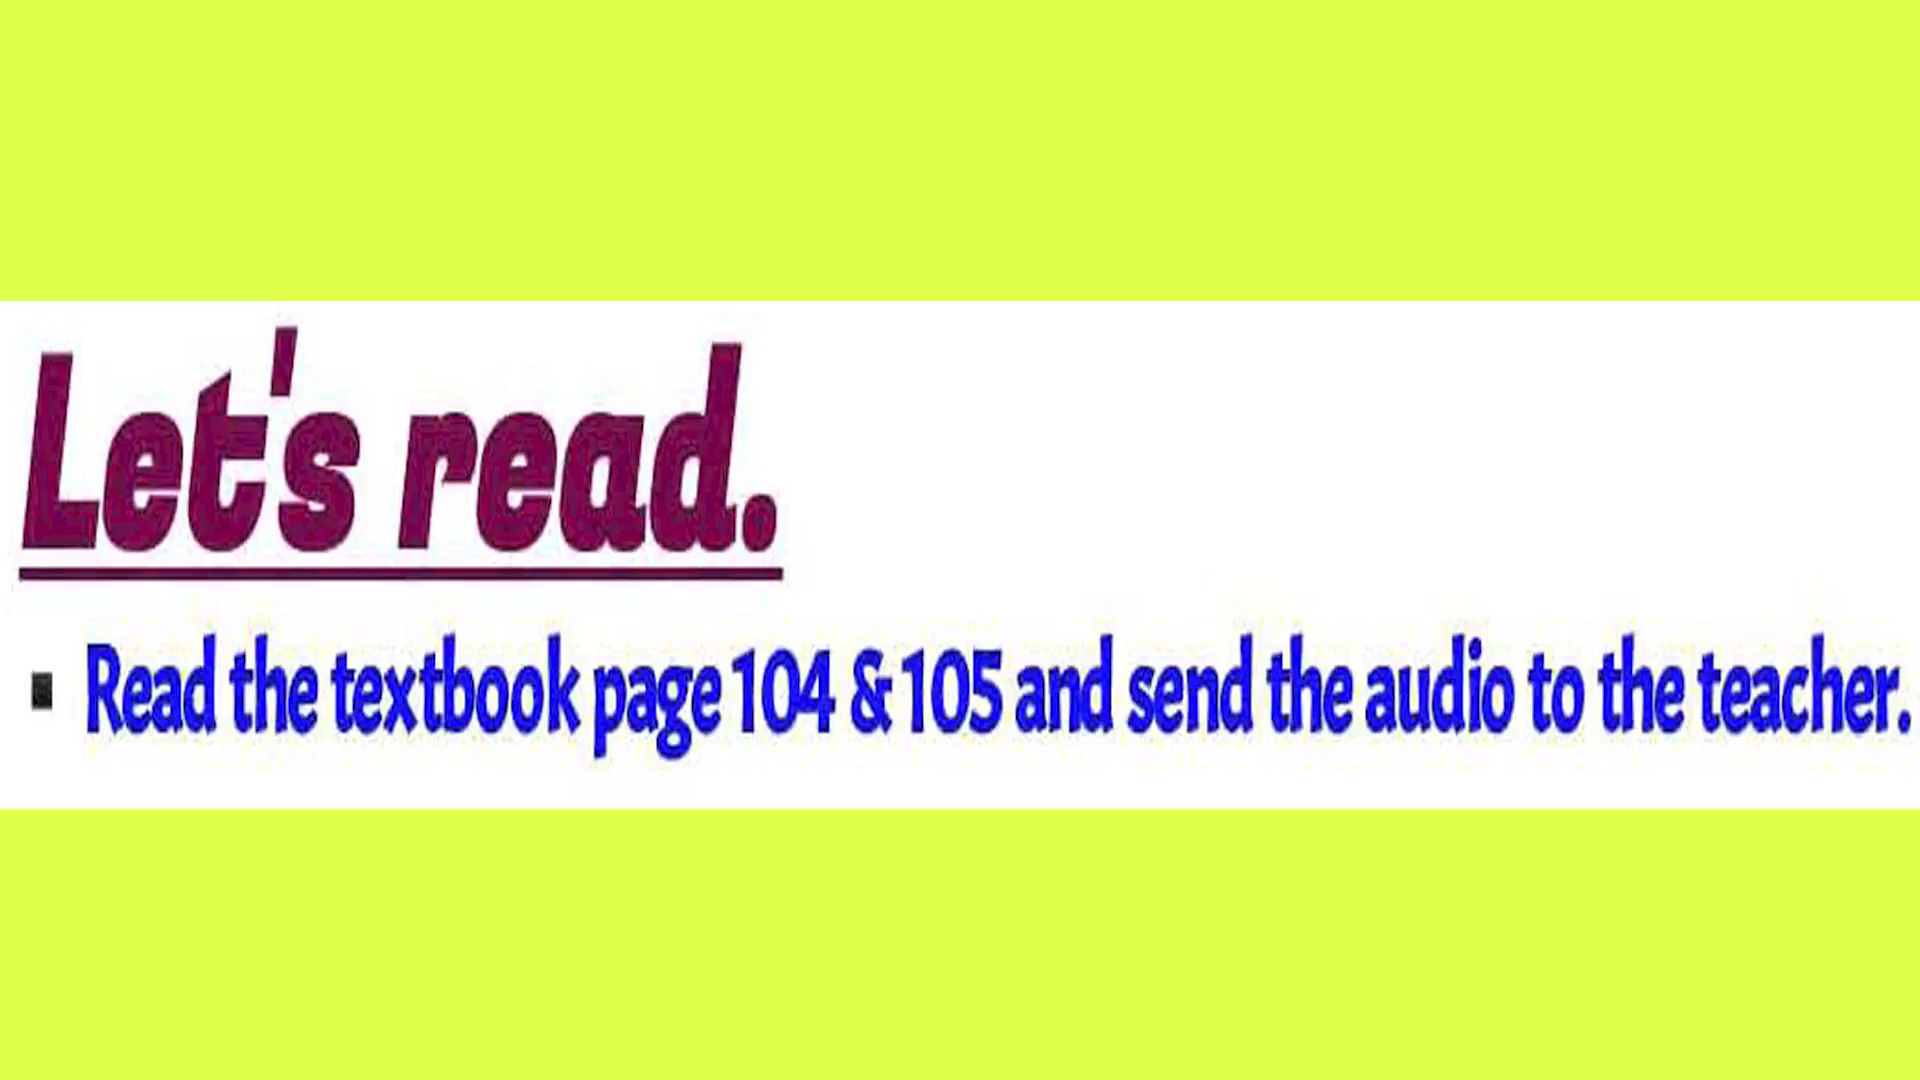 Let's read.
▪ Read the textbook page 104 & 105 and send the audio to the teacher.